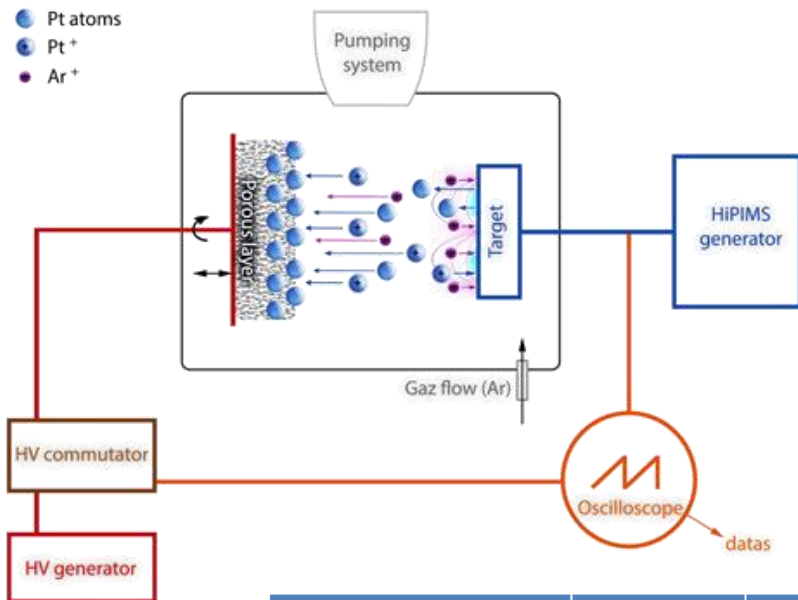 Pt atoms
Pt +
Ar +
Pumping
system
Porous layer
Target
HiPIMS
generator
Gaz flow (Ar)
HV commutator
Oscilloscope
datas
HV generator